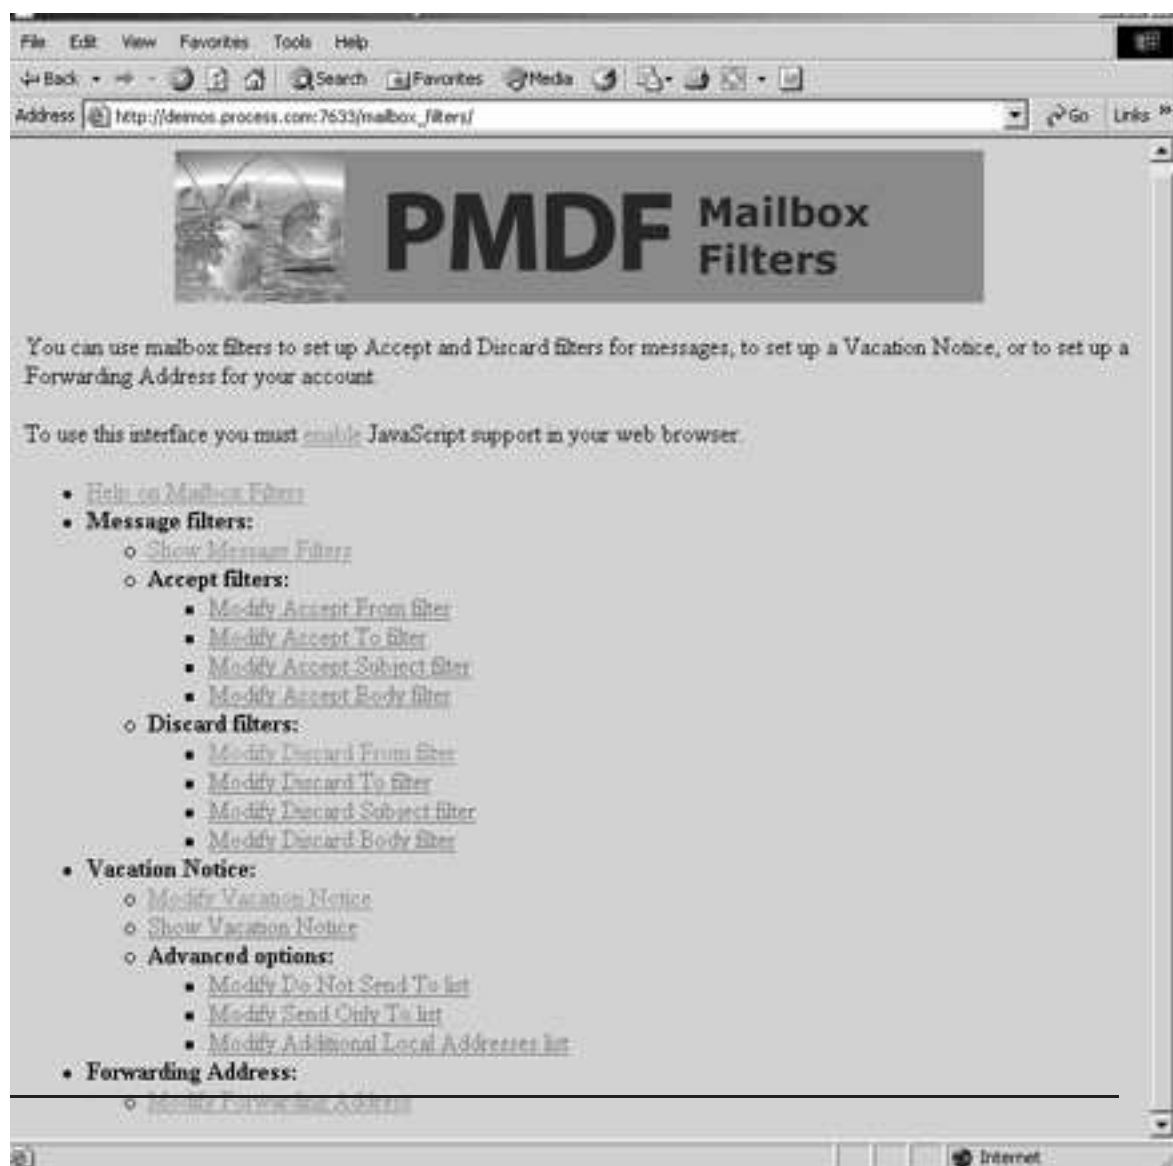 File Edit View Favorites Tools Help
Back Search Favorites Media
Address http://deimos.process.com:7633/mailbox_filters/ Go Links »
PMDF Mailbox
Filters
You can use mailbox filters to set up Accept and Discard filters for messages, to set up a Vacation Notice, or to set up a
Forwarding Address for your account.
To use this interface you must enable JavaScript support in your web browser.
Help on Mailbox Filters
Message filters:
Show Message Filters
Accept filters:
Modify Accept From filter
Modify Accept To filter
Modify Accept Subject filter
Modify Accept Body filter
Discard filters:
Modify Discard From filter
Modify Discard To filter
Modify Discard Subject filter
Modify Discard Body filter
Vacation Notice:
Modify Vacation Notice
Show Vacation Notice
Advanced options:
Modify Do Not Send To list
Modify Send Only To list
Modify Additional Local Addresses list
Forwarding Address:
Modify Forwarding Address
Internet